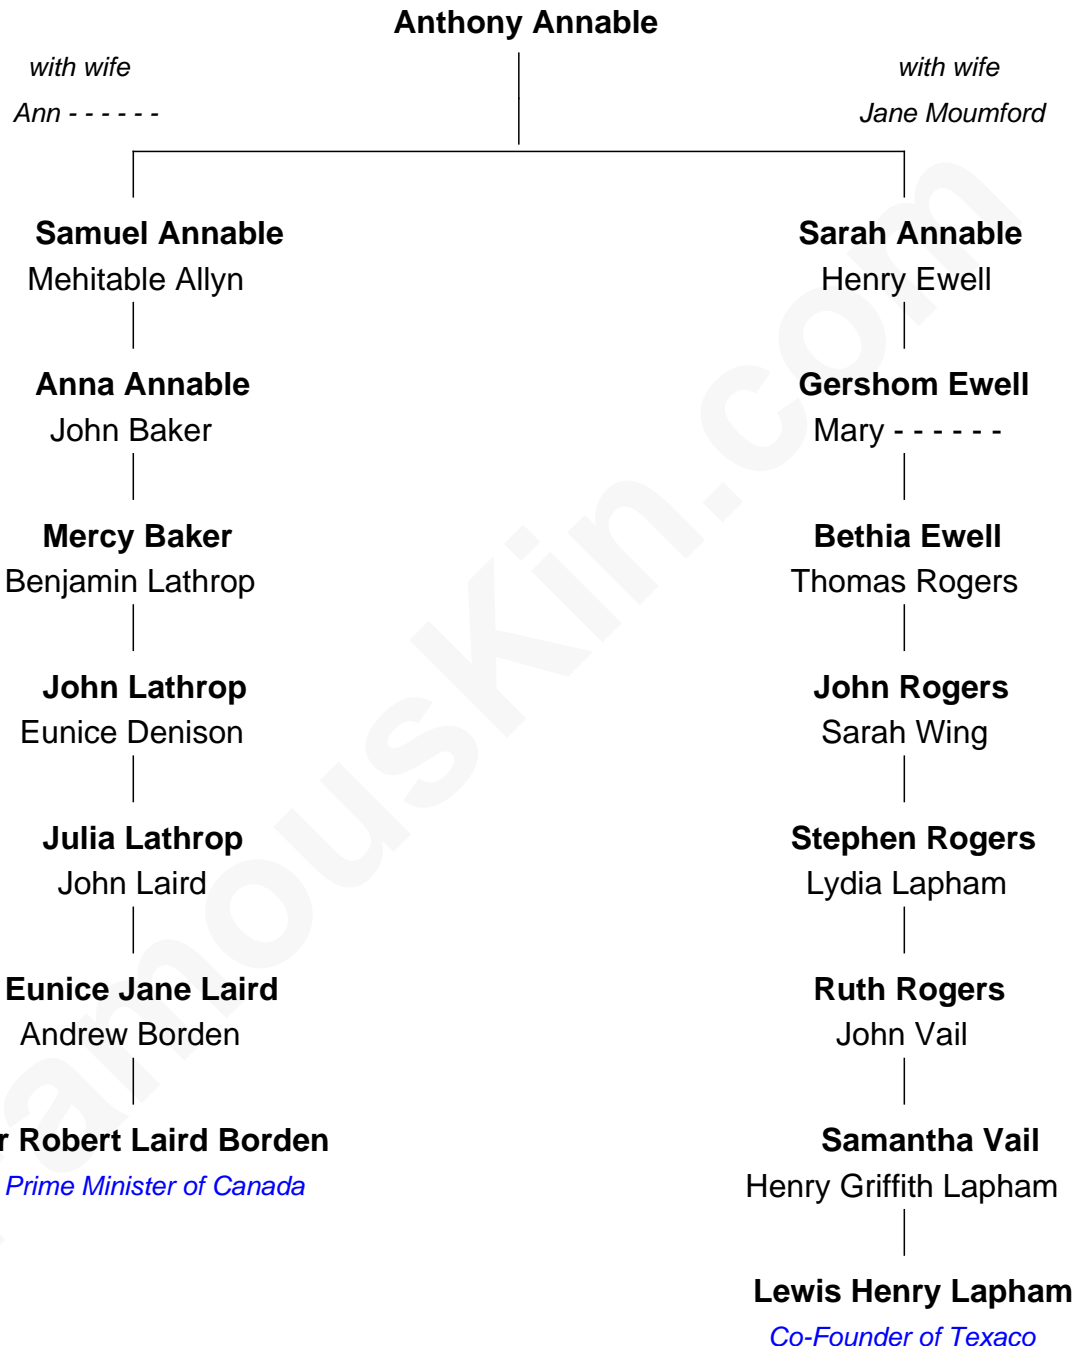 Anthony Annable
with wife
with wife
Ann - - - - - -
Jane Moumford
Samuel Annable
Sarah Annable
Mehitable Allyn
Henry Ewell
Anna Annable
Gershom Ewell
John Baker
Mary - - - - - -
Mercy Baker
Bethia Ewell
Benjamin Lathrop
Thomas Rogers
John Lathrop
John Rogers
Eunice Denison
Sarah Wing
Julia Lathrop
Stephen Rogers
John Laird
Lydia Lapham
Eunice Jane Laird
Ruth Rogers
Andrew Borden
John Vail
r Robert Laird Borden
Samantha Vail
Prime Minister of Canada
Henry Griffith Lapham
Lewis Henry Lapham
Co-Founder of Texaco
amousKin.com